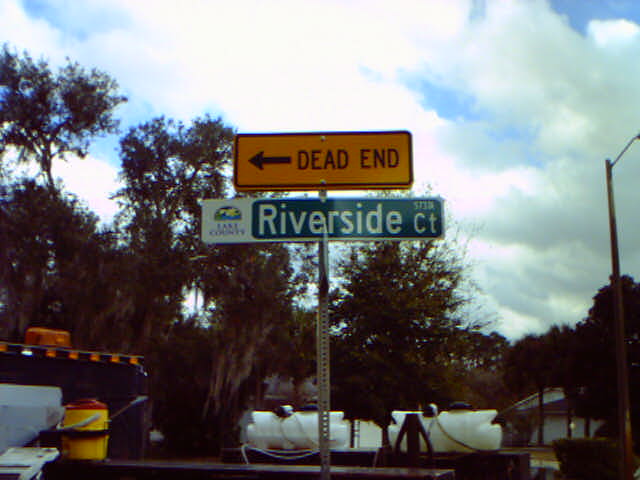 DEAD END
LAKE COUNTY
Riverside Ct